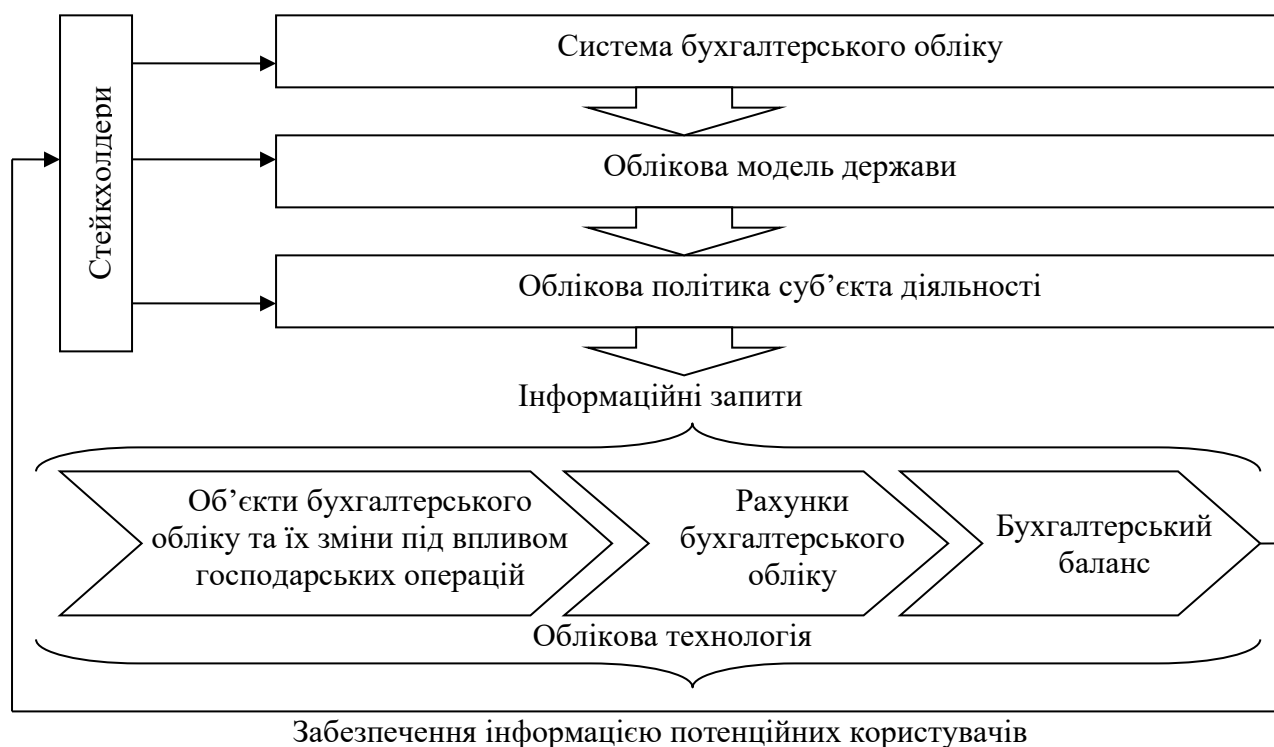 Стейкхолдери
Система бухгалтерського обліку
Облікова модель держави
Облікова політика суб’єкта діяльності
Інформаційні запити
Об’єкти бухгалтерського
обліку та їх зміни під впливом
господарських операцій
Рахунки
бухгалтерського
обліку
Бухгалтерський
баланс
Облікова технологія
Забезпечення інформацією потенційних користувачів